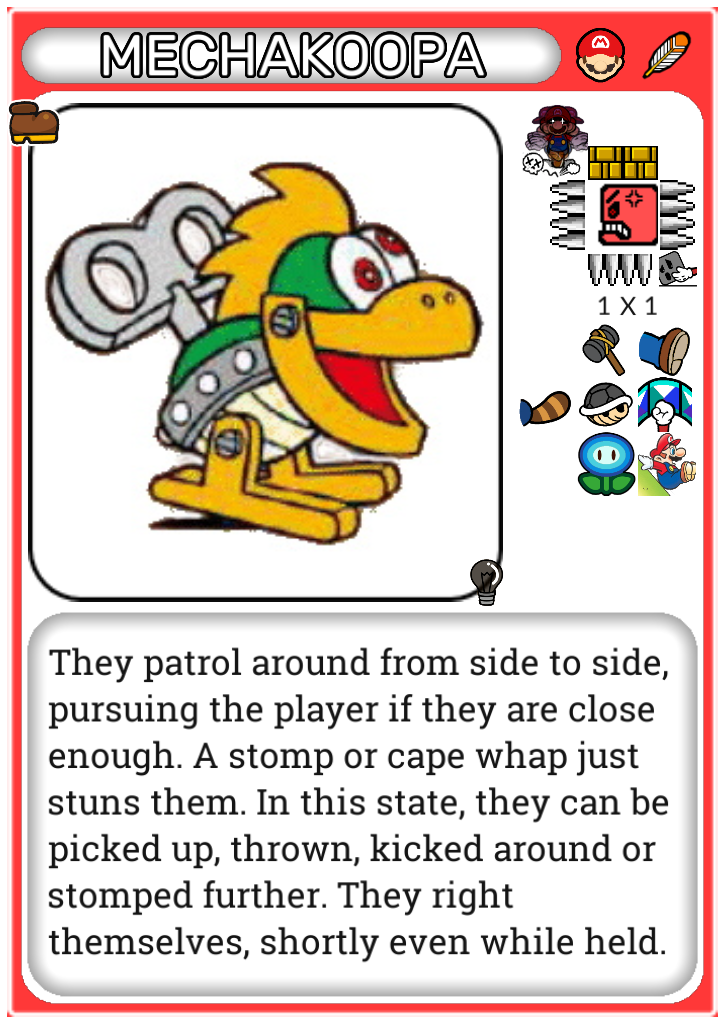 MECHAKOOPA
1 X 1
They patrol around from side to side,
pursuing the player if they are close
enough. A stomp or cape whap just
stuns them. In this state, they can be
picked up, thrown, kicked around or
stomped further. They right
themselves, shortly even while held.